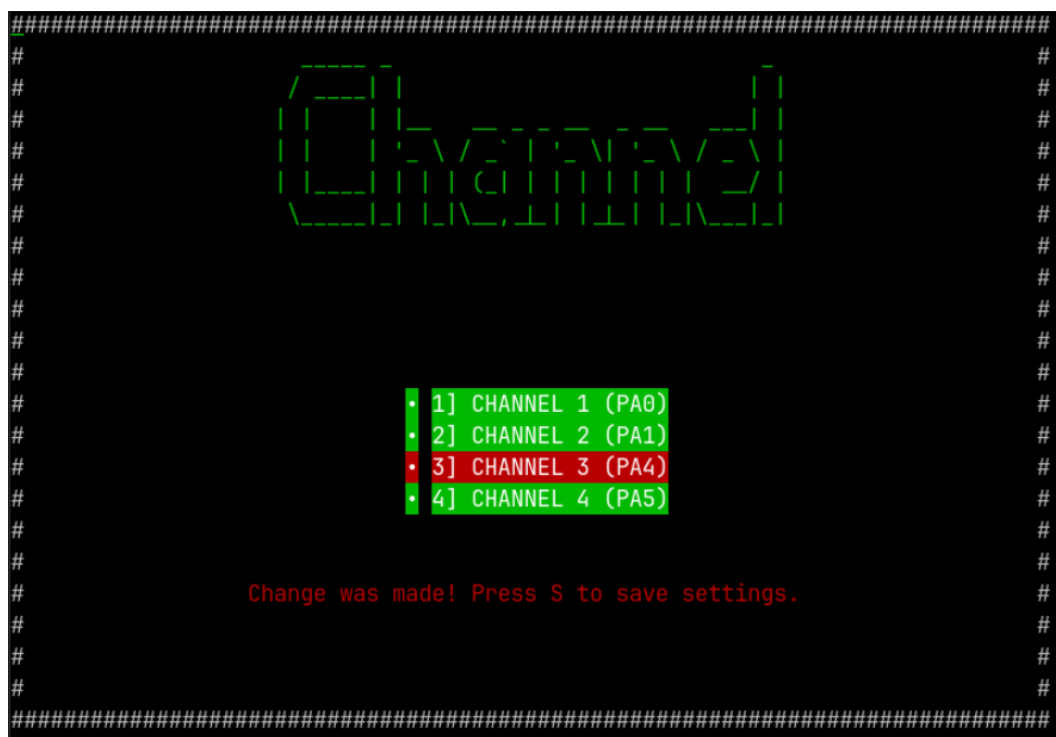 Channel
• 1] CHANNEL 1 (PA0)
• 2] CHANNEL 2 (PA1)
• 3] CHANNEL 3 (PA4)
• 4] CHANNEL 4 (PA5)
Change was made! Press S to save settings.